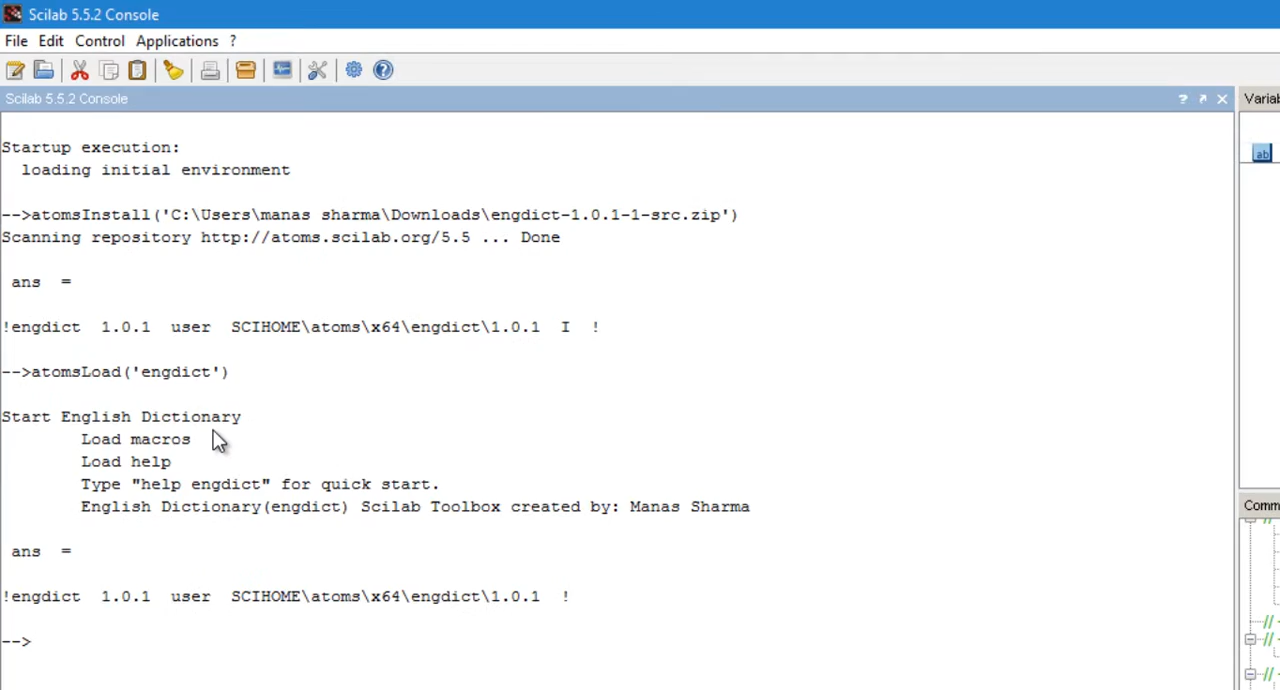 Scilab 5.5.2 Console
File Edit Control Applications ?
Scilab 5.5.2 Console
Startup execution:
loading initial environment
-->atomsInstall('C:\Users\manas sharma\Downloads\engdict-1.0.1-1-src.zip')
Scanning repository http://atoms.scilab.org/5.5 ... Done
ans =
!engdict 1.0.1 user SCIHOME\atoms\x64\engdict\1.0.1 I !
-->atomsLoad('engdict')
Start English Dictionary
Load macros
Load help
Type "help engdict" for quick start.
English Dictionary(engdict) Scilab Toolbox created by: Manas Sharma
ans =
!engdict 1.0.1 user SCIHOME\atoms\x64\engdict\1.0.1 !
-->
Variab
ab
Comm
//
//
//
//